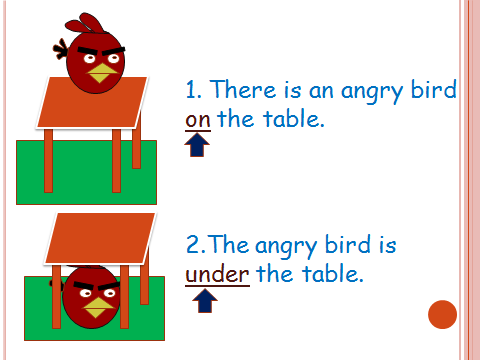 1. There is an angry bird
on the table.
2.The angry bird is
under the table.